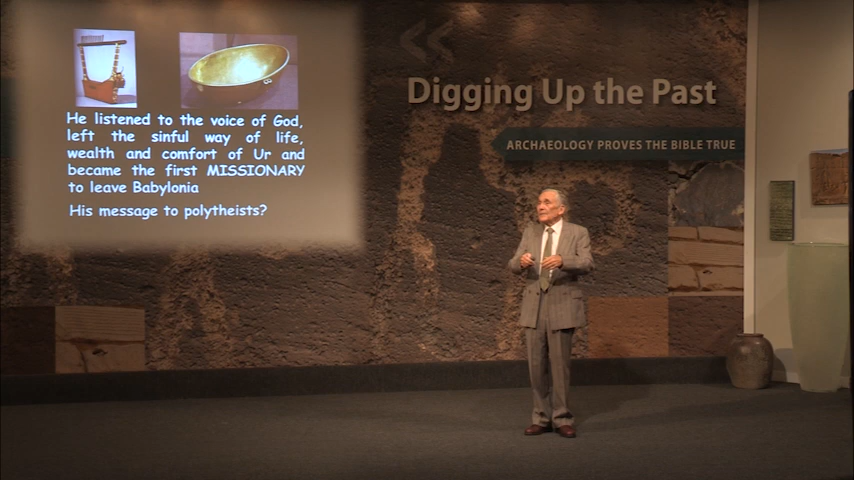 He listened to the voice of God,
left the sinful way of life,
wealth and comfort of Ur and
became the first MISSIONARY
to leave Babylonia
His message to polytheists?
Digging Up the Past
ARCHAEOLOGY PROVES THE BIBLE TRUE